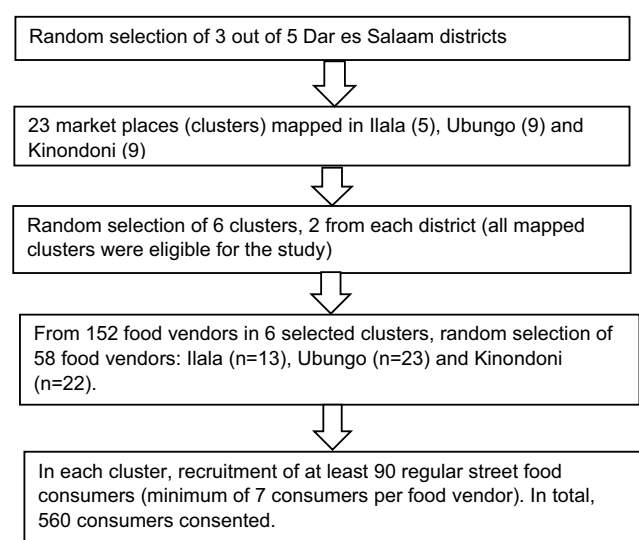 Random selection of 3 out of 5 Dar es Salaam districts
23 market places (clusters) mapped in Ilala (5), Ubungo (9) and
Kinondoni (9)
Random selection of 6 clusters, 2 from each district (all mapped
clusters were eligible for the study)
From 152 food vendors in 6 selected clusters, random selection of
58 food vendors: Ilala (n=13), Ubungo (n=23) and Kinondoni
(n=22).
In each cluster, recruitment of at least 90 regular street food
consumers (minimum of 7 consumers per food vendor). In total,
560 consumers consented.